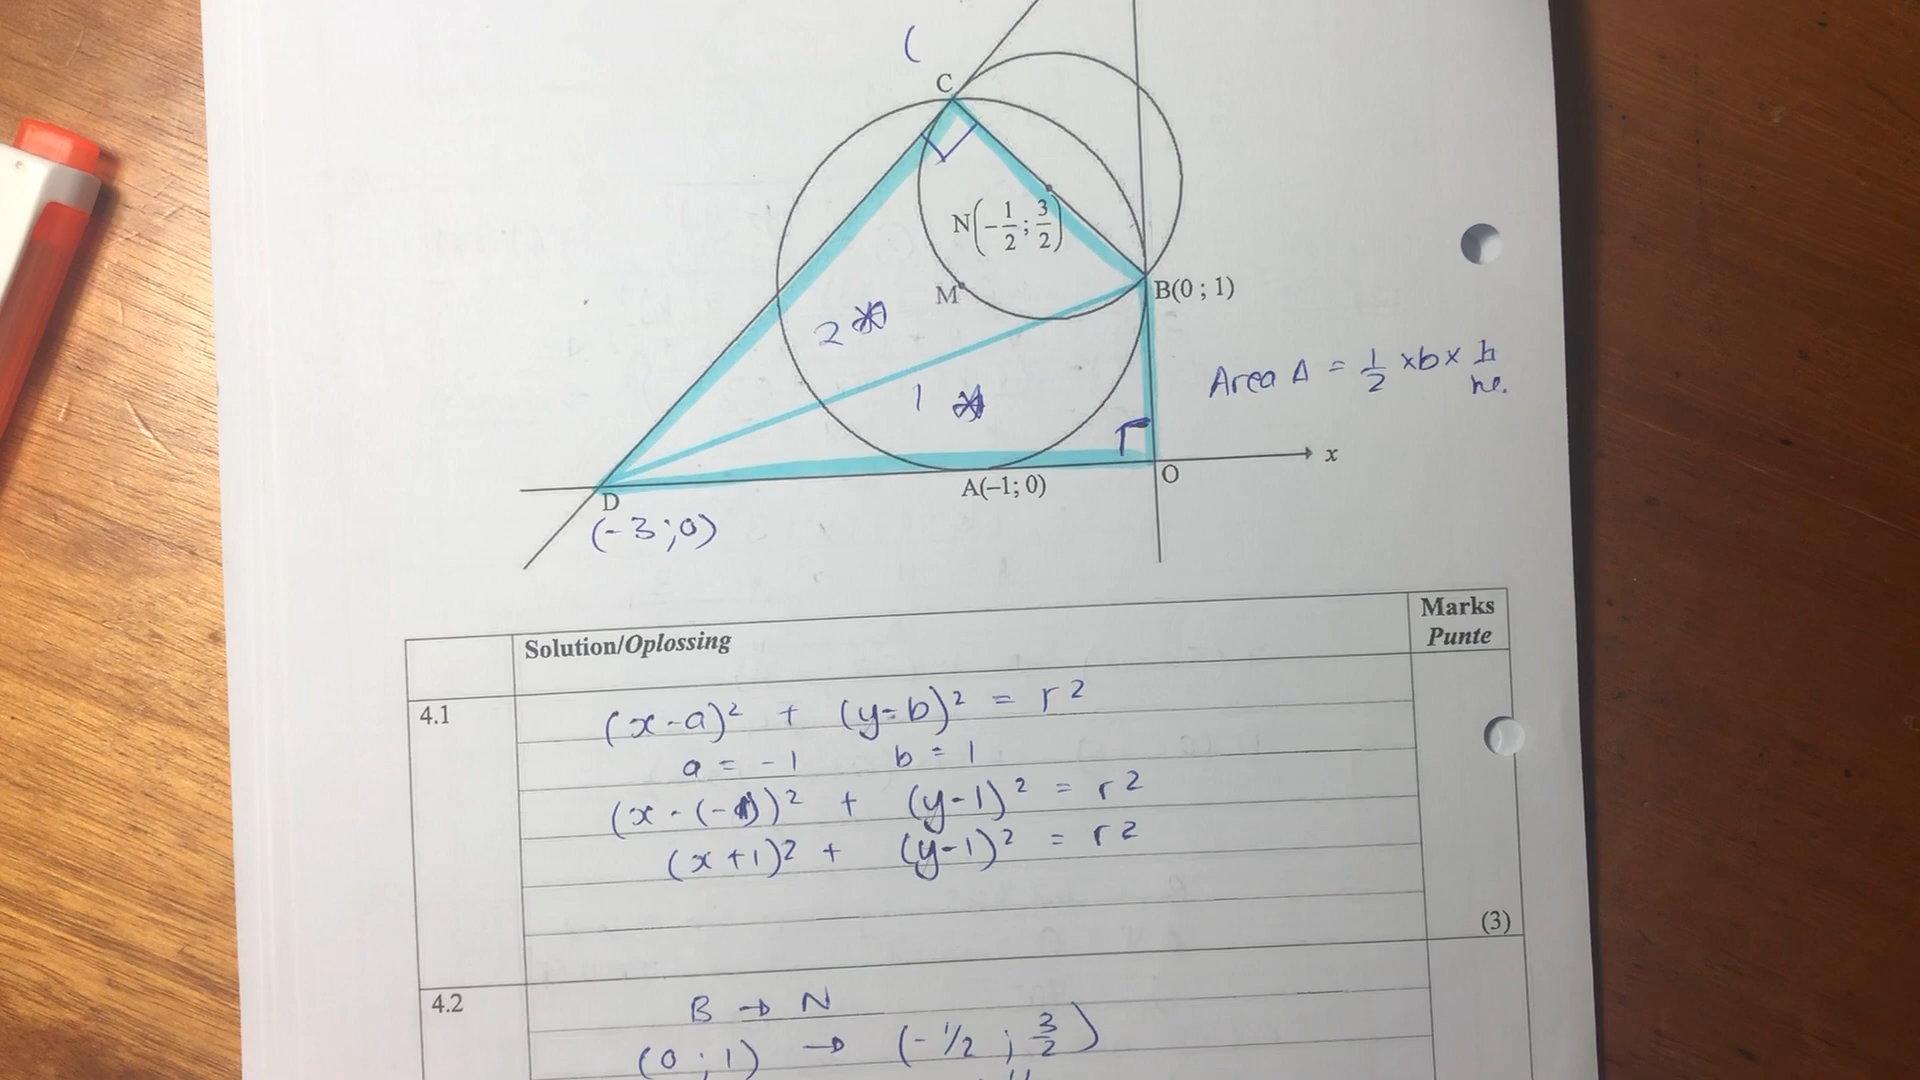 (
C
N(-1/2 ; 3/2)
M
B(0 ; 1)
2
1
Area Δ = 1/2 × b × h
x
D
A(–1; 0)
O
(-3;0)
Solution/Oplossing
Marks
Punte
4.1
(x-a)² + (y-b)² = r²
a = -1 b = 1
(x-(-1))² + (y-1)² = r²
(x+1)² + (y-1)² = r²
(3)
4.2
B → N
(0 ; 1) → (-1/2 ; 3/2)